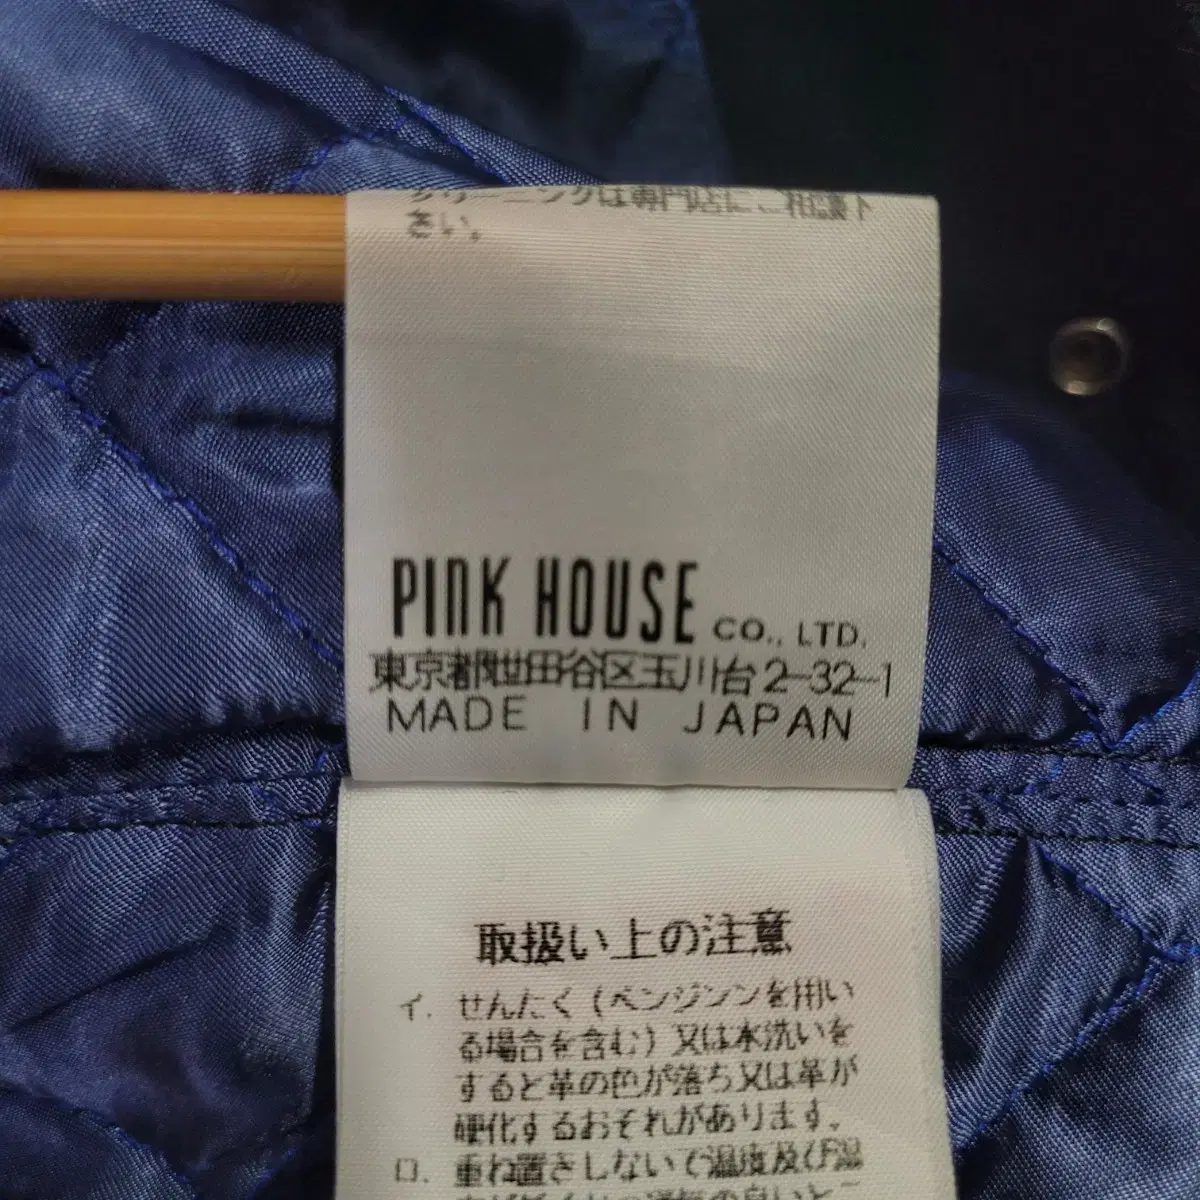 クリーニングは専門店に、ご相談下
さい。
PINK HOUSE CO., LTD.
東京都世田谷区玉川台2-32-1
MADE IN JAPAN
取扱い上の注意
イ. せんたく(ベンジンンを用い
る場合を含む)又は水洗いを
すると革の色が落ち又は革が
硬化するおそれがあります。
ロ. 重ね置きしないで温度及び温